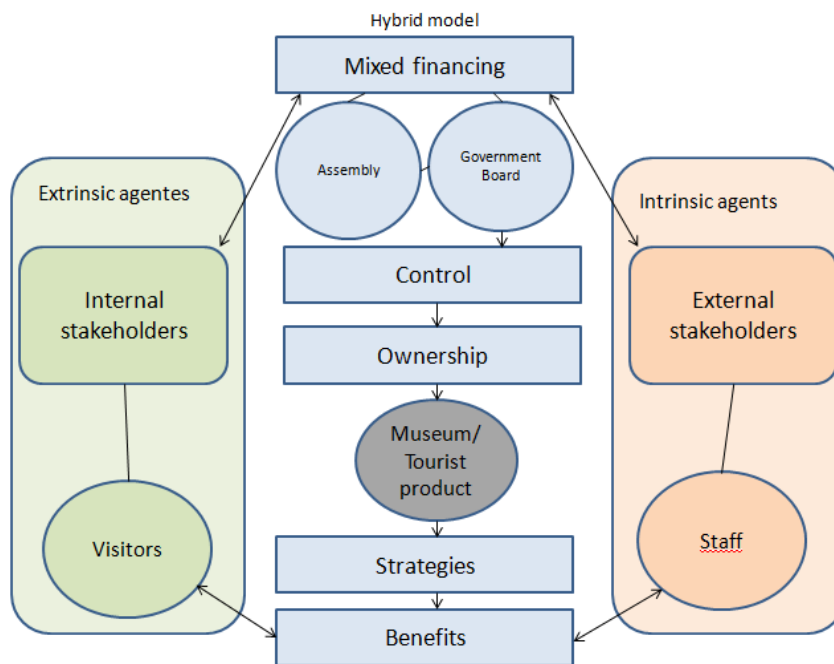 Hybrid model
Mixed financing
Assembly
Government
Board
Extrinsic agentes
Intrinsic agents
Internal
stakeholders
Control
External
stakeholders
Ownership
Museum/
Tourist
product
Visitors
Staff
Strategies
Benefits